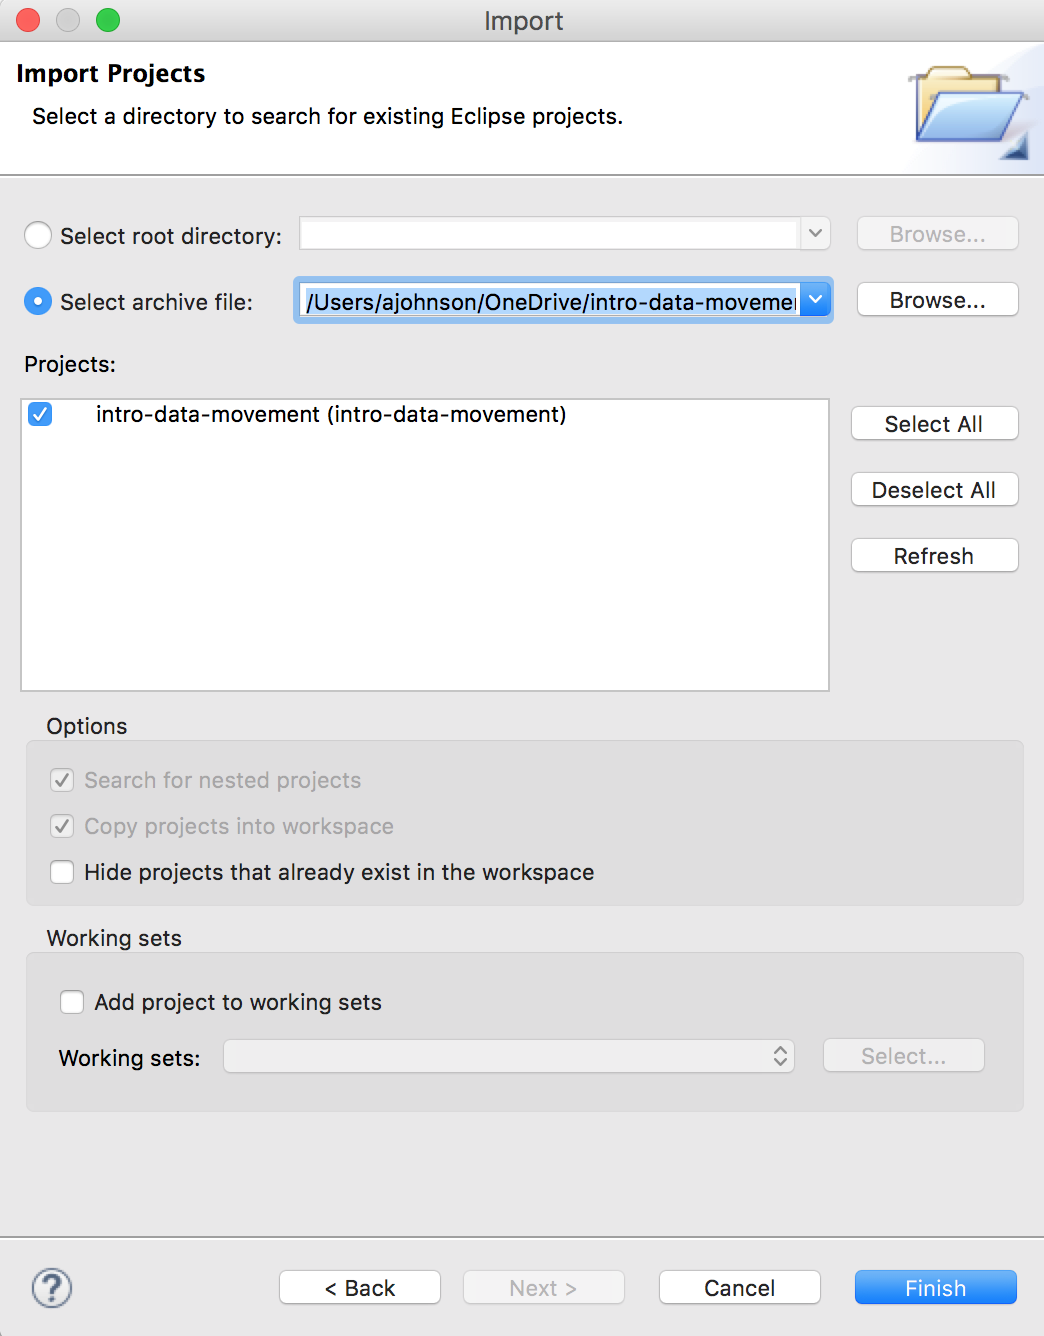 Import
Import Projects
Select a directory to search for existing Eclipse projects.
Select root directory:
Browse...
Select archive file:
/Users/ajohnson/OneDrive/intro-data-movemen
Browse...
Projects:
intro-data-movement (intro-data-movement)
Select All
Deselect All
Refresh
Options
Search for nested projects
Copy projects into workspace
Hide projects that already exist in the workspace
Working sets
Add project to working sets
Working sets:
Select...
?
< Back
Next >
Cancel
Finish